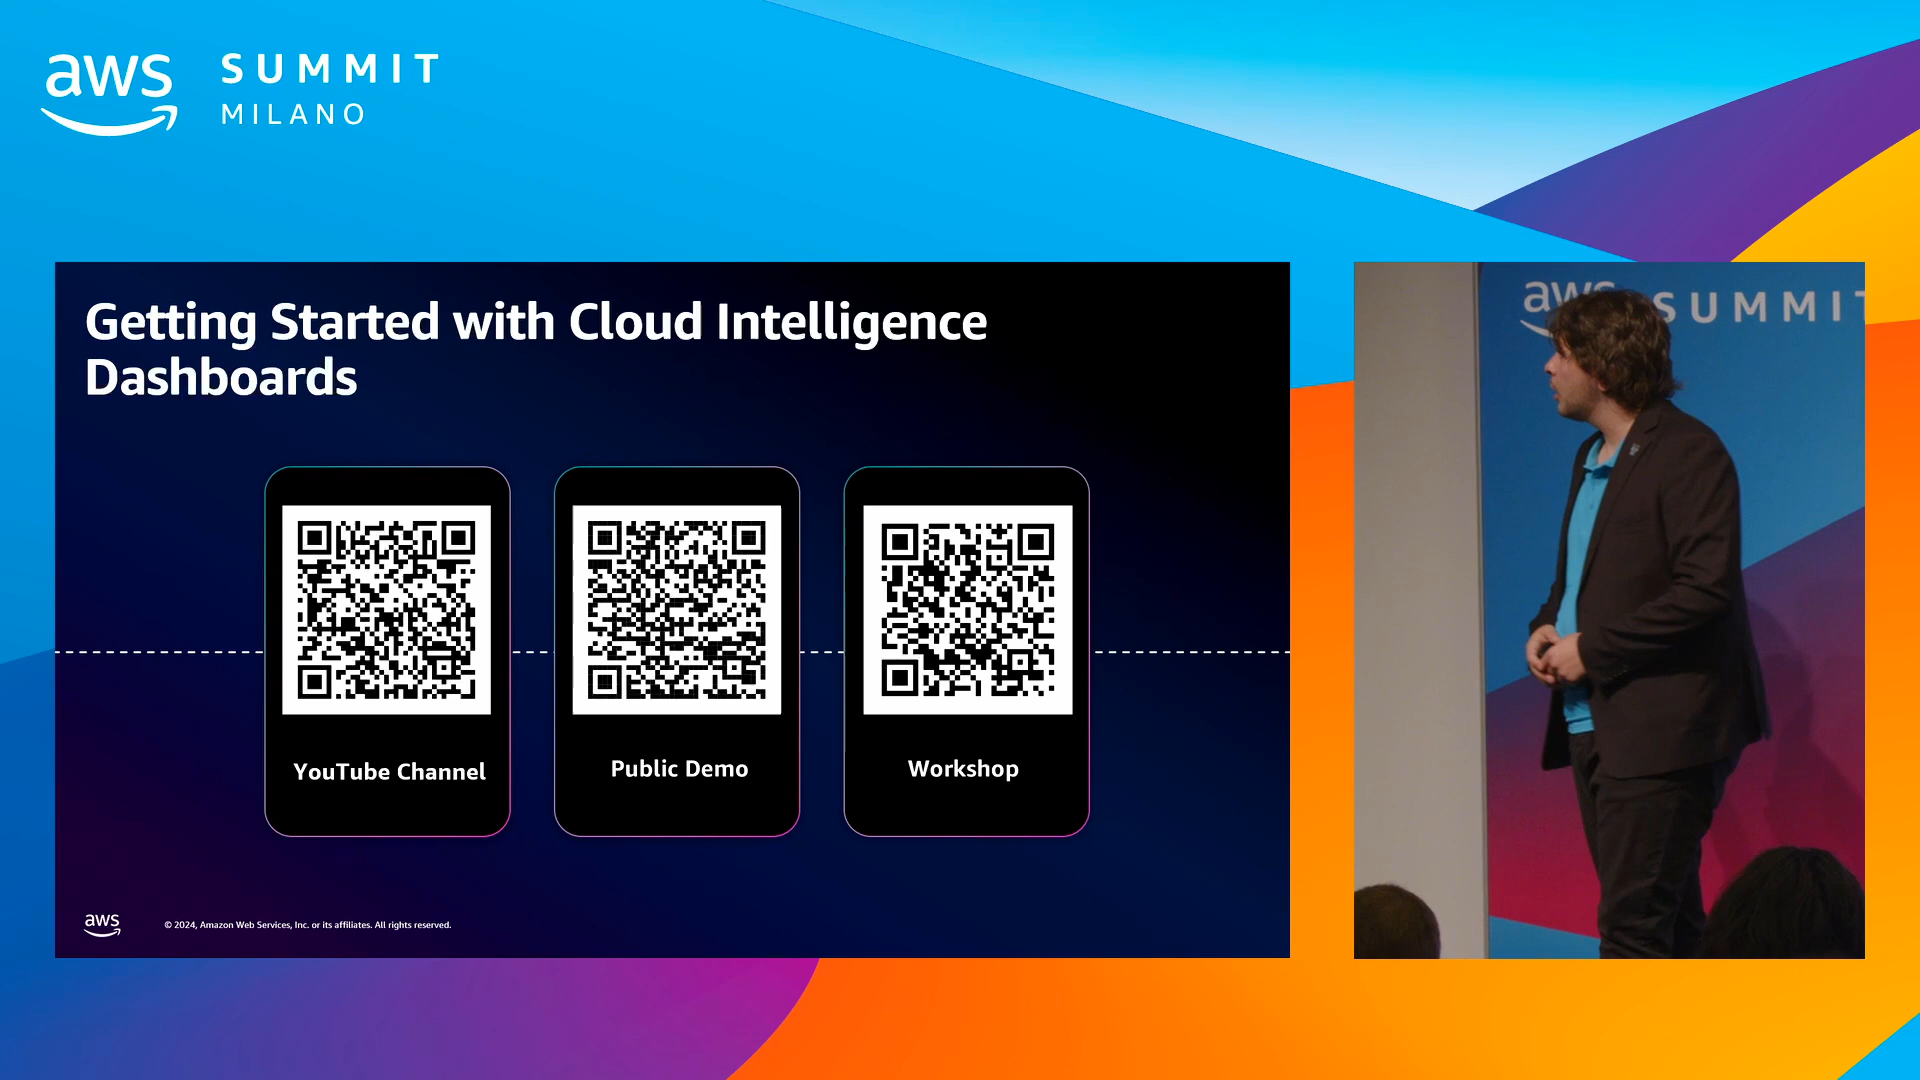 aws SUMMIT
MILANO
Getting Started with Cloud Intelligence
Dashboards
YouTube Channel
Public Demo
Workshop
aws
© 2024, Amazon Web Services, Inc. or its affiliates. All rights reserved.
aws SUMMIT